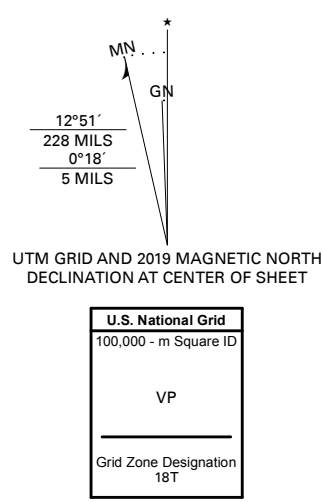 ★
MN
GN
12°51´
228 MILS
0°18´
5 MILS
UTM GRID AND 2019 MAGNETIC NORTH
DECLINATION AT CENTER OF SHEET
U.S. National Grid
100,000 - m Square ID
VP
Grid Zone Designation
18T